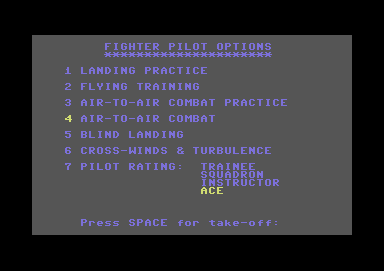 FIGHTER PILOT OPTIONS
*********************
1 LANDING PRACTICE
2 FLYING TRAINING
3 AIR-TO-AIR COMBAT PRACTICE
4 AIR-TO-AIR COMBAT
5 BLIND LANDING
6 CROSS-WINDS & TURBULENCE
7 PILOT RATING: TRAINEE
SQUADRON
INSTRUCTOR
ACE
Press SPACE for take-off: